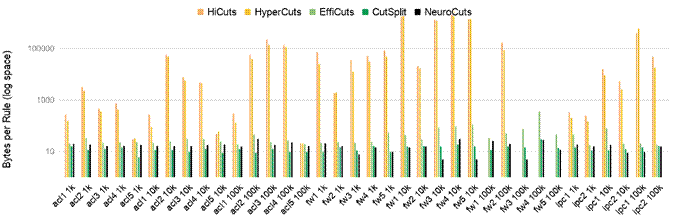 HiCuts HyperCuts EffiCuts CutSplit NeuroCuts
Bytes per Rule (log space)
100000
1000
10
acl1 1k acl2 1k acl3 1k acl4 1k acl5 1k acl1 10k acl2 10k acl3 10k acl4 10k acl5 10k acl1 100k acl2 100k acl3 100k acl4 100k acl5 100k fw1 1k fw2 1k fw3 1k fw4 1k fw5 1k fw1 10k fw2 10k fw3 10k fw4 10k fw5 10k fw1 100k fw2 100k fw3 100k fw4 100k fw5 100k ipc1 1k ipc2 1k ipc1 10k ipc2 10k ipc1 100k ipc2 100k